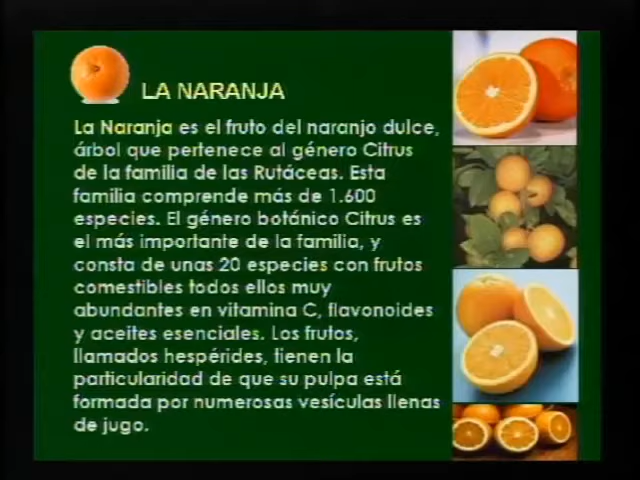 LA NARANJA
La Naranja es el fruto del naranjo dulce,
árbol que pertenece al género Citrus
de la familia de las Rutáceas. Esta
familia comprende más de 1.600
especies. El género botánico Citrus es
el más importante de la familia, y
consta de unas 20 especies con frutos
comestibles todos ellos muy
abundantes en vitamina C, flavonoides
y aceites esenciales. Los frutos,
llamados hespérides, tienen la
particularidad de que su pulpa está
formada por numerosas vesículas llenas
de jugo.